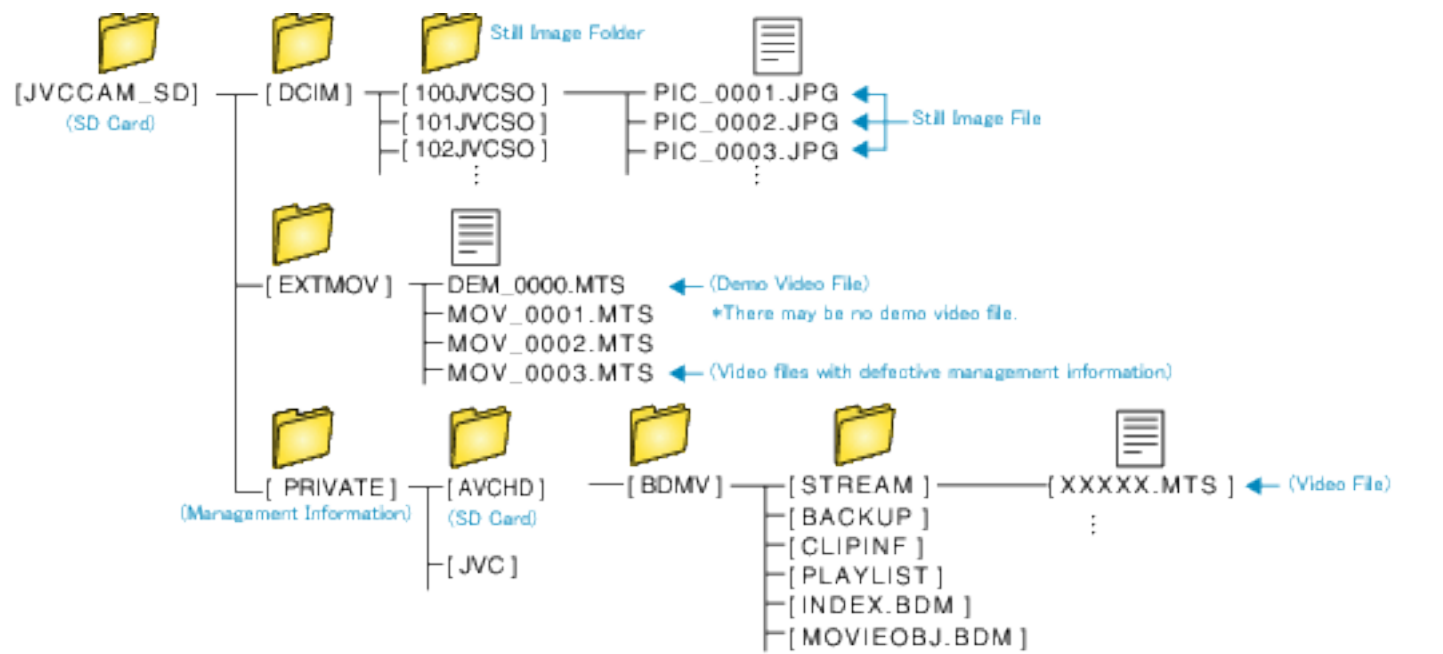 Still Image Folder
[JVCCAM_SD] [DCIM] [100JVCSO] PIC_0001.JPG
(SD Card) [101JVCSO] PIC_0002.JPG Still Image File
[102JVCSO] PIC_0003.JPG
[EXTMOV] DEM_0000.MTS (Demo Video File)
MOV_0001.MTS *There may be no demo video file.
MOV_0002.MTS
MOV_0003.MTS (Video files with defective management information)
[PRIVATE] [AVCHD] [BDMV] [STREAM] [XXXXX.MTS] (Video File)
(Management Information) (SD Card) [BACKUP]
[CLIPINF]
[JVC] [PLAYLIST]
[INDEX.BDM]
[MOVIEOBJ.BDM]